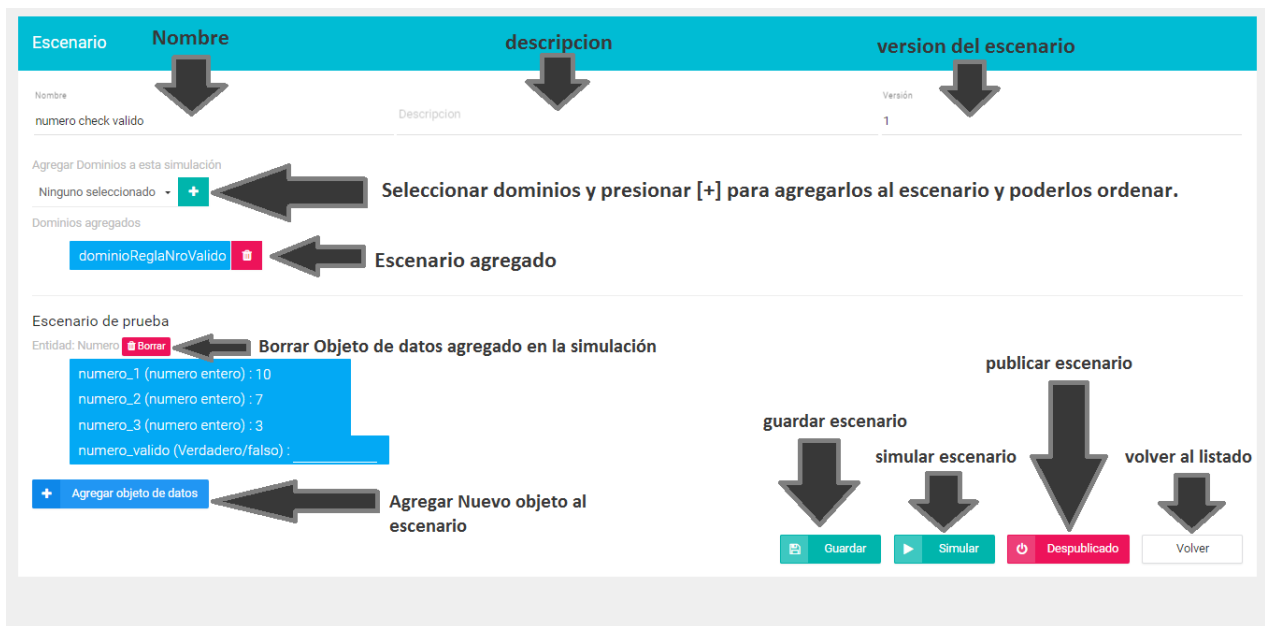 Escenario
Nombre
descripcion
version del escenario
Nombre
Versión
numero check valido
Descripcion
1
Agregar Dominios a esta simulación
Ninguno seleccionado
+
Seleccionar dominios y presionar [+] para agregarlos al escenario y poderlos ordenar.
Dominios agregados
dominioReglaNroValido
Escenario agregado
Escenario de prueba
Entidad: Numero
Borrar
Borrar Objeto de datos agregado en la simulación
numero_1 (numero entero) : 10
numero_2 (numero entero) : 7
numero_3 (numero entero) : 3
numero_valido (Verdadero/falso) :
publicar escenario
guardar escenario
simular escenario
volver al listado
+ Agregar objeto de datos
Agregar Nuevo objeto al
escenario
Guardar
Simular
Despublicado
Volver